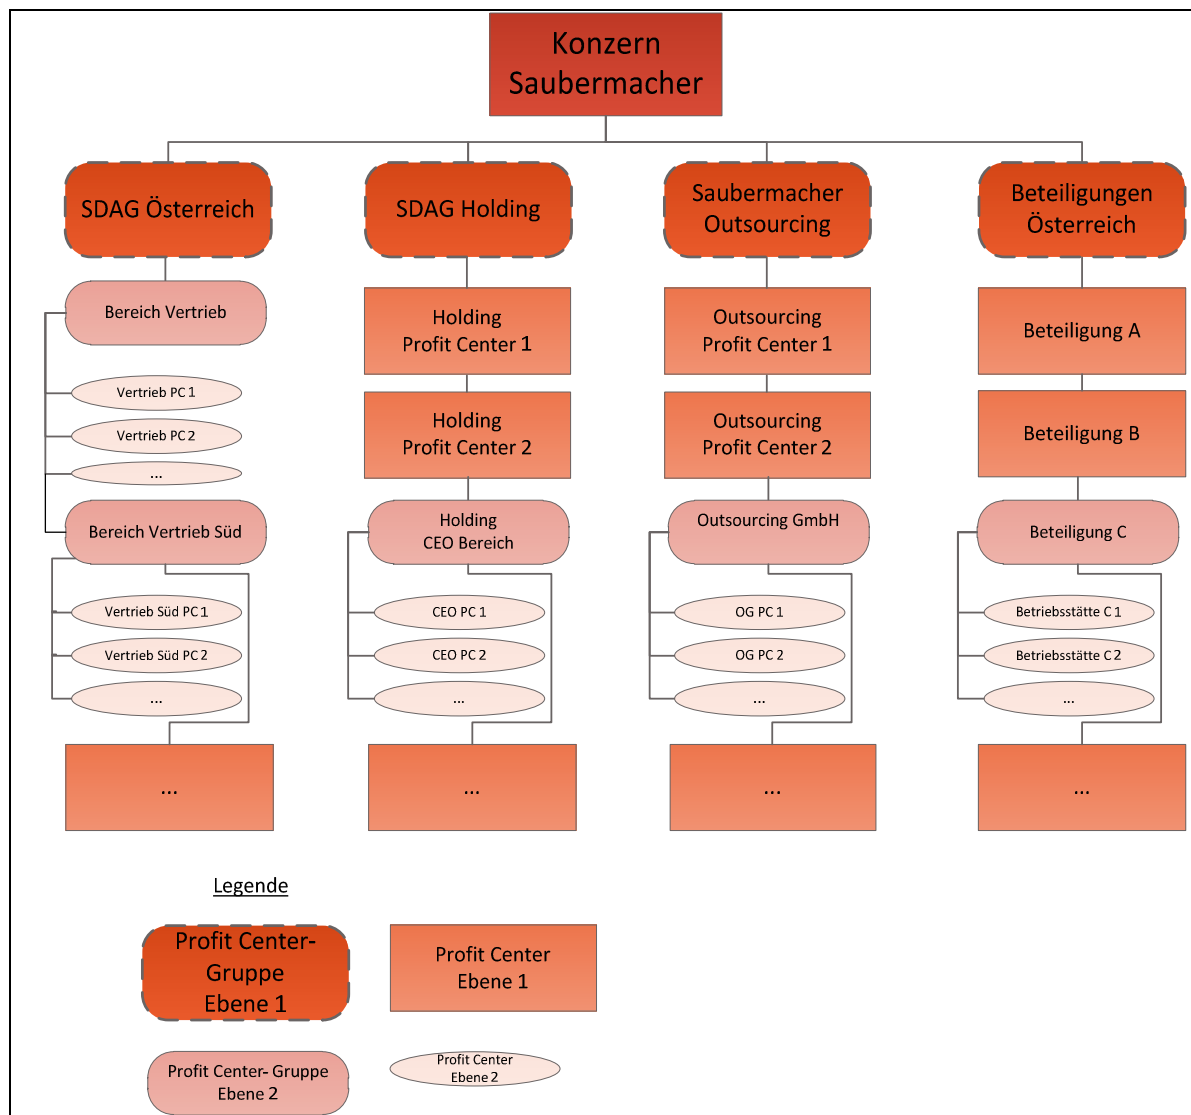 Konzern
Saubermacher
SDAG Österreich
SDAG Holding
Saubermacher
Outsourcing
Beteiligungen
Österreich
Bereich Vertrieb
Vertrieb PC 1
Vertrieb PC 2
...
Bereich Vertrieb Süd
Vertrieb Süd PC 1
Vertrieb Süd PC 2
...
...
Holding
Profit Center 1
Holding
Profit Center 2
Holding
CEO Bereich
CEO PC 1
CEO PC 2
...
...
Outsourcing
Profit Center 1
Outsourcing
Profit Center 2
Outsourcing GmbH
OG PC 1
OG PC 2
...
...
Beteiligung A
Beteiligung B
Beteiligung C
Betriebsstätte C 1
Betriebsstätte C 2
...
...
Legende
Profit Center-
Gruppe
Ebene 1
Profit Center
Ebene 1
Profit Center- Gruppe
Ebene 2
Profit Center
Ebene 2